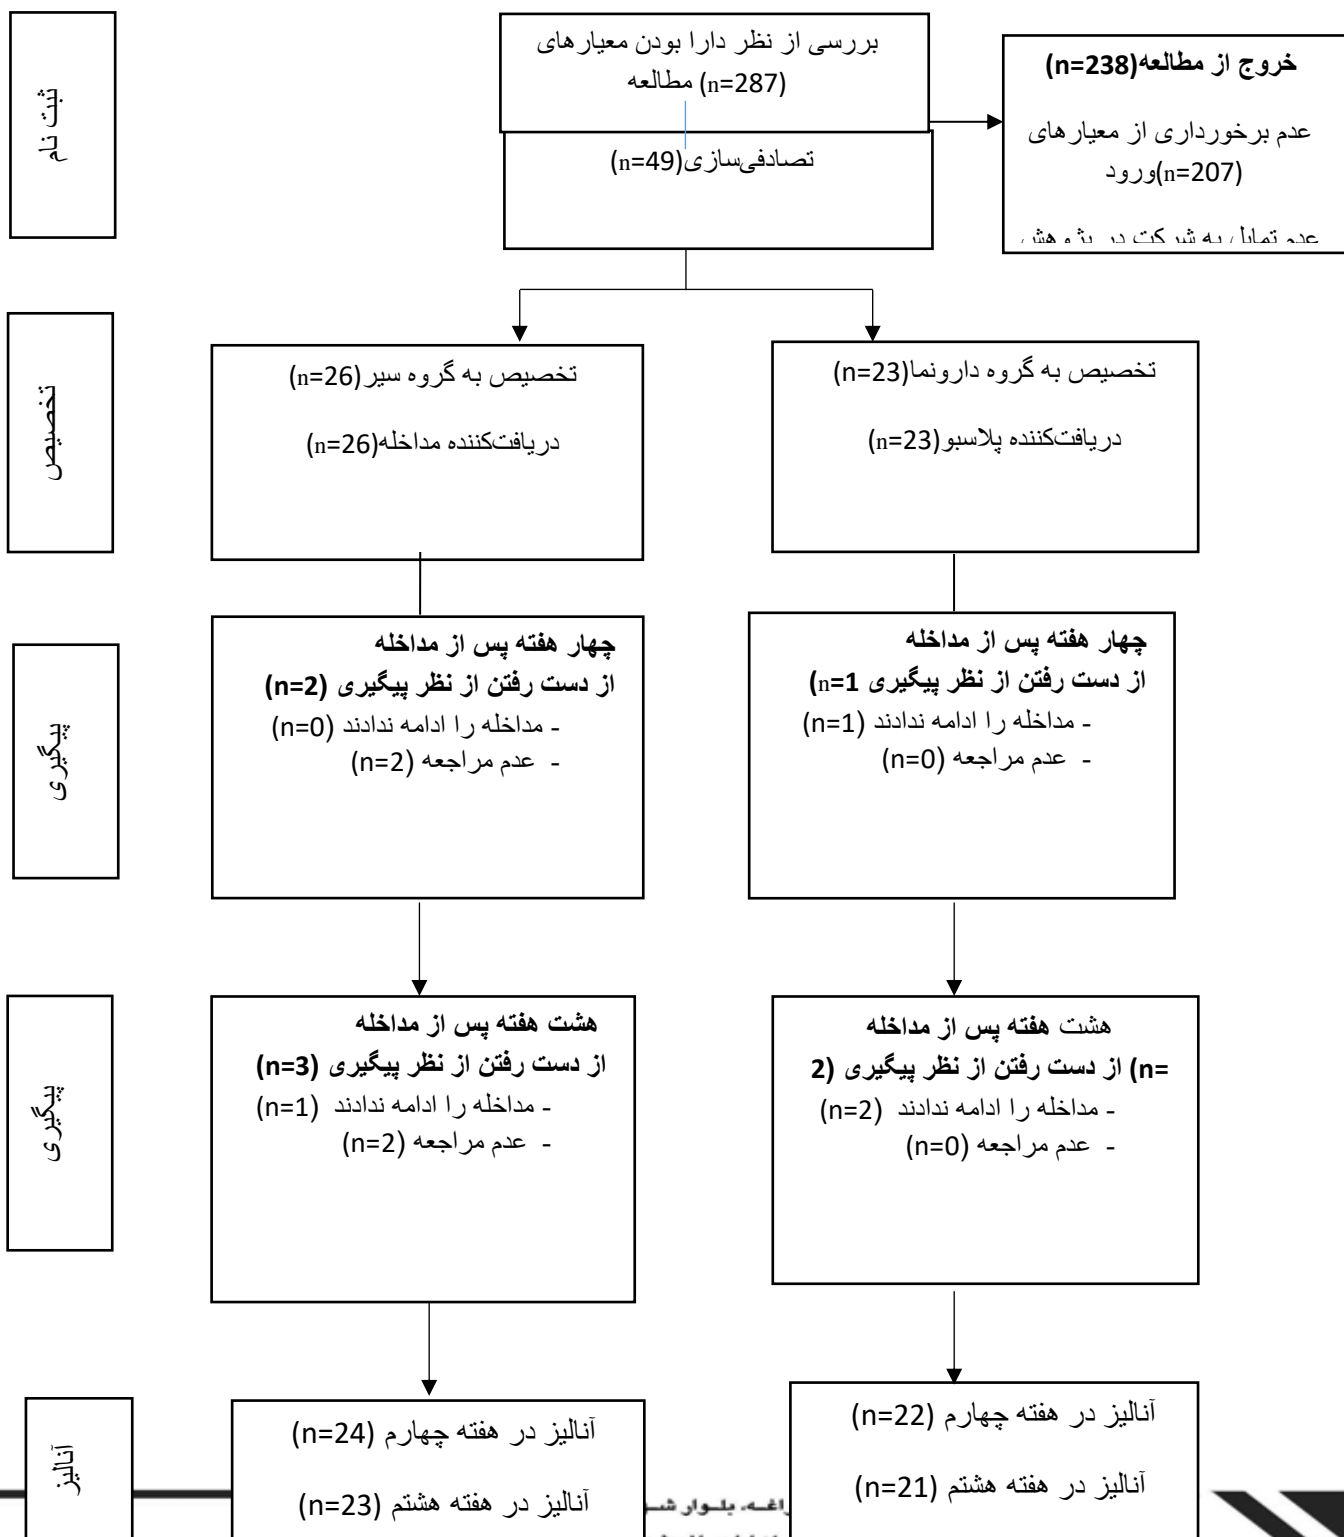 ثبت نام
بررسی از نظر دارا بودن معیارهای
مطالعه (n=287)
خروج از مطالعه(n=238)
عدم برخورداری از معیارهای
ورود(n=207)
عدم تمایل به شرکت در پژوهش
تصادفی‌سازی(n=49)
تخصیص
تخصیص به گروه دارونما(n=23)
دریافت‌کننده پلاسبو(n=23)
تخصیص به گروه سیر(n=26)
دریافت‌کننده مداخله(n=26)
پیگیری
چهار هفته پس از مداخله
از دست رفتن از نظر پیگیری n=1)
- مداخله را ادامه ندادند (n=1)
- عدم مراجعه (n=0)
چهار هفته پس از مداخله
از دست رفتن از نظر پیگیری (n=2)
- مداخله را ادامه ندادند (n=0)
- عدم مراجعه (n=2)
پیگیری
هشت هفته پس از مداخله
n=) از دست رفتن از نظر پیگیری (2
- مداخله را ادامه ندادند (n=2)
- عدم مراجعه (n=0)
هشت هفته پس از مداخله
از دست رفتن از نظر پیگیری (n=3)
- مداخله را ادامه ندادند (n=1)
- عدم مراجعه (n=2)
آنالیز
آنالیز در هفته چهارم (n=22)
آنالیز در هفته هشتم (n=21)
آنالیز در هفته چهارم (n=24)
آنالیز در هفته هشتم (n=23)
بلوار